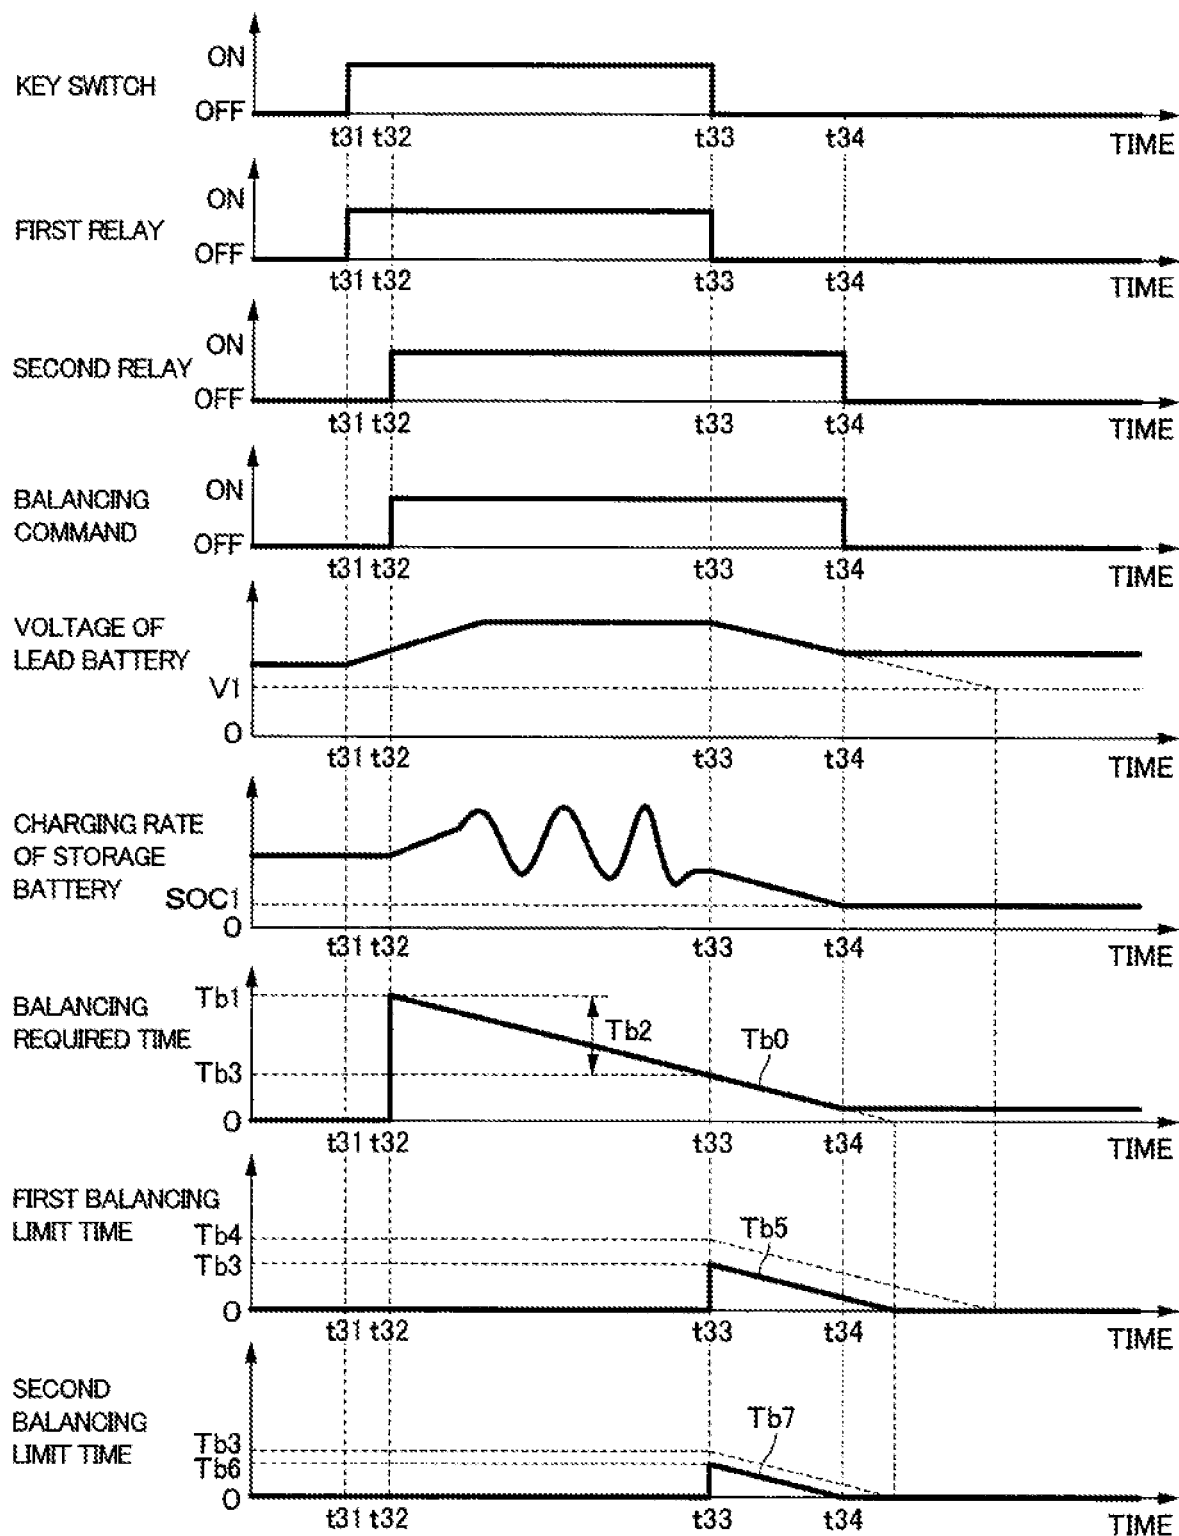 ON
KEY SWITCH
OFF
t31 t32 t33 t34
TIME
ON
FIRST RELAY
OFF
t31 t32 t33 t34
TIME
ON
SECOND RELAY
OFF
t31 t32 t33 t34
TIME
BALANCING
COMMAND
ON
OFF
t31 t32 t33 t34
TIME
VOLTAGE OF
LEAD BATTERY
V1
0
t31 t32 t33 t34
TIME
CHARGING RATE
OF STORAGE
BATTERY
SOC1
0
t31 t32 t33 t34
TIME
BALANCING
REQUIRED TIME
Tb1
Tb2
Tb0
Tb3
0
t31 t32 t33 t34
TIME
FIRST BALANCING
LIMIT TIME
Tb4
Tb5
Tb3
0
t31 t32 t33 t34
TIME
SECOND
BALANCING
LIMIT TIME
Tb7
Tb3
Tb6
0
t31 t32 t33 t34
TIME